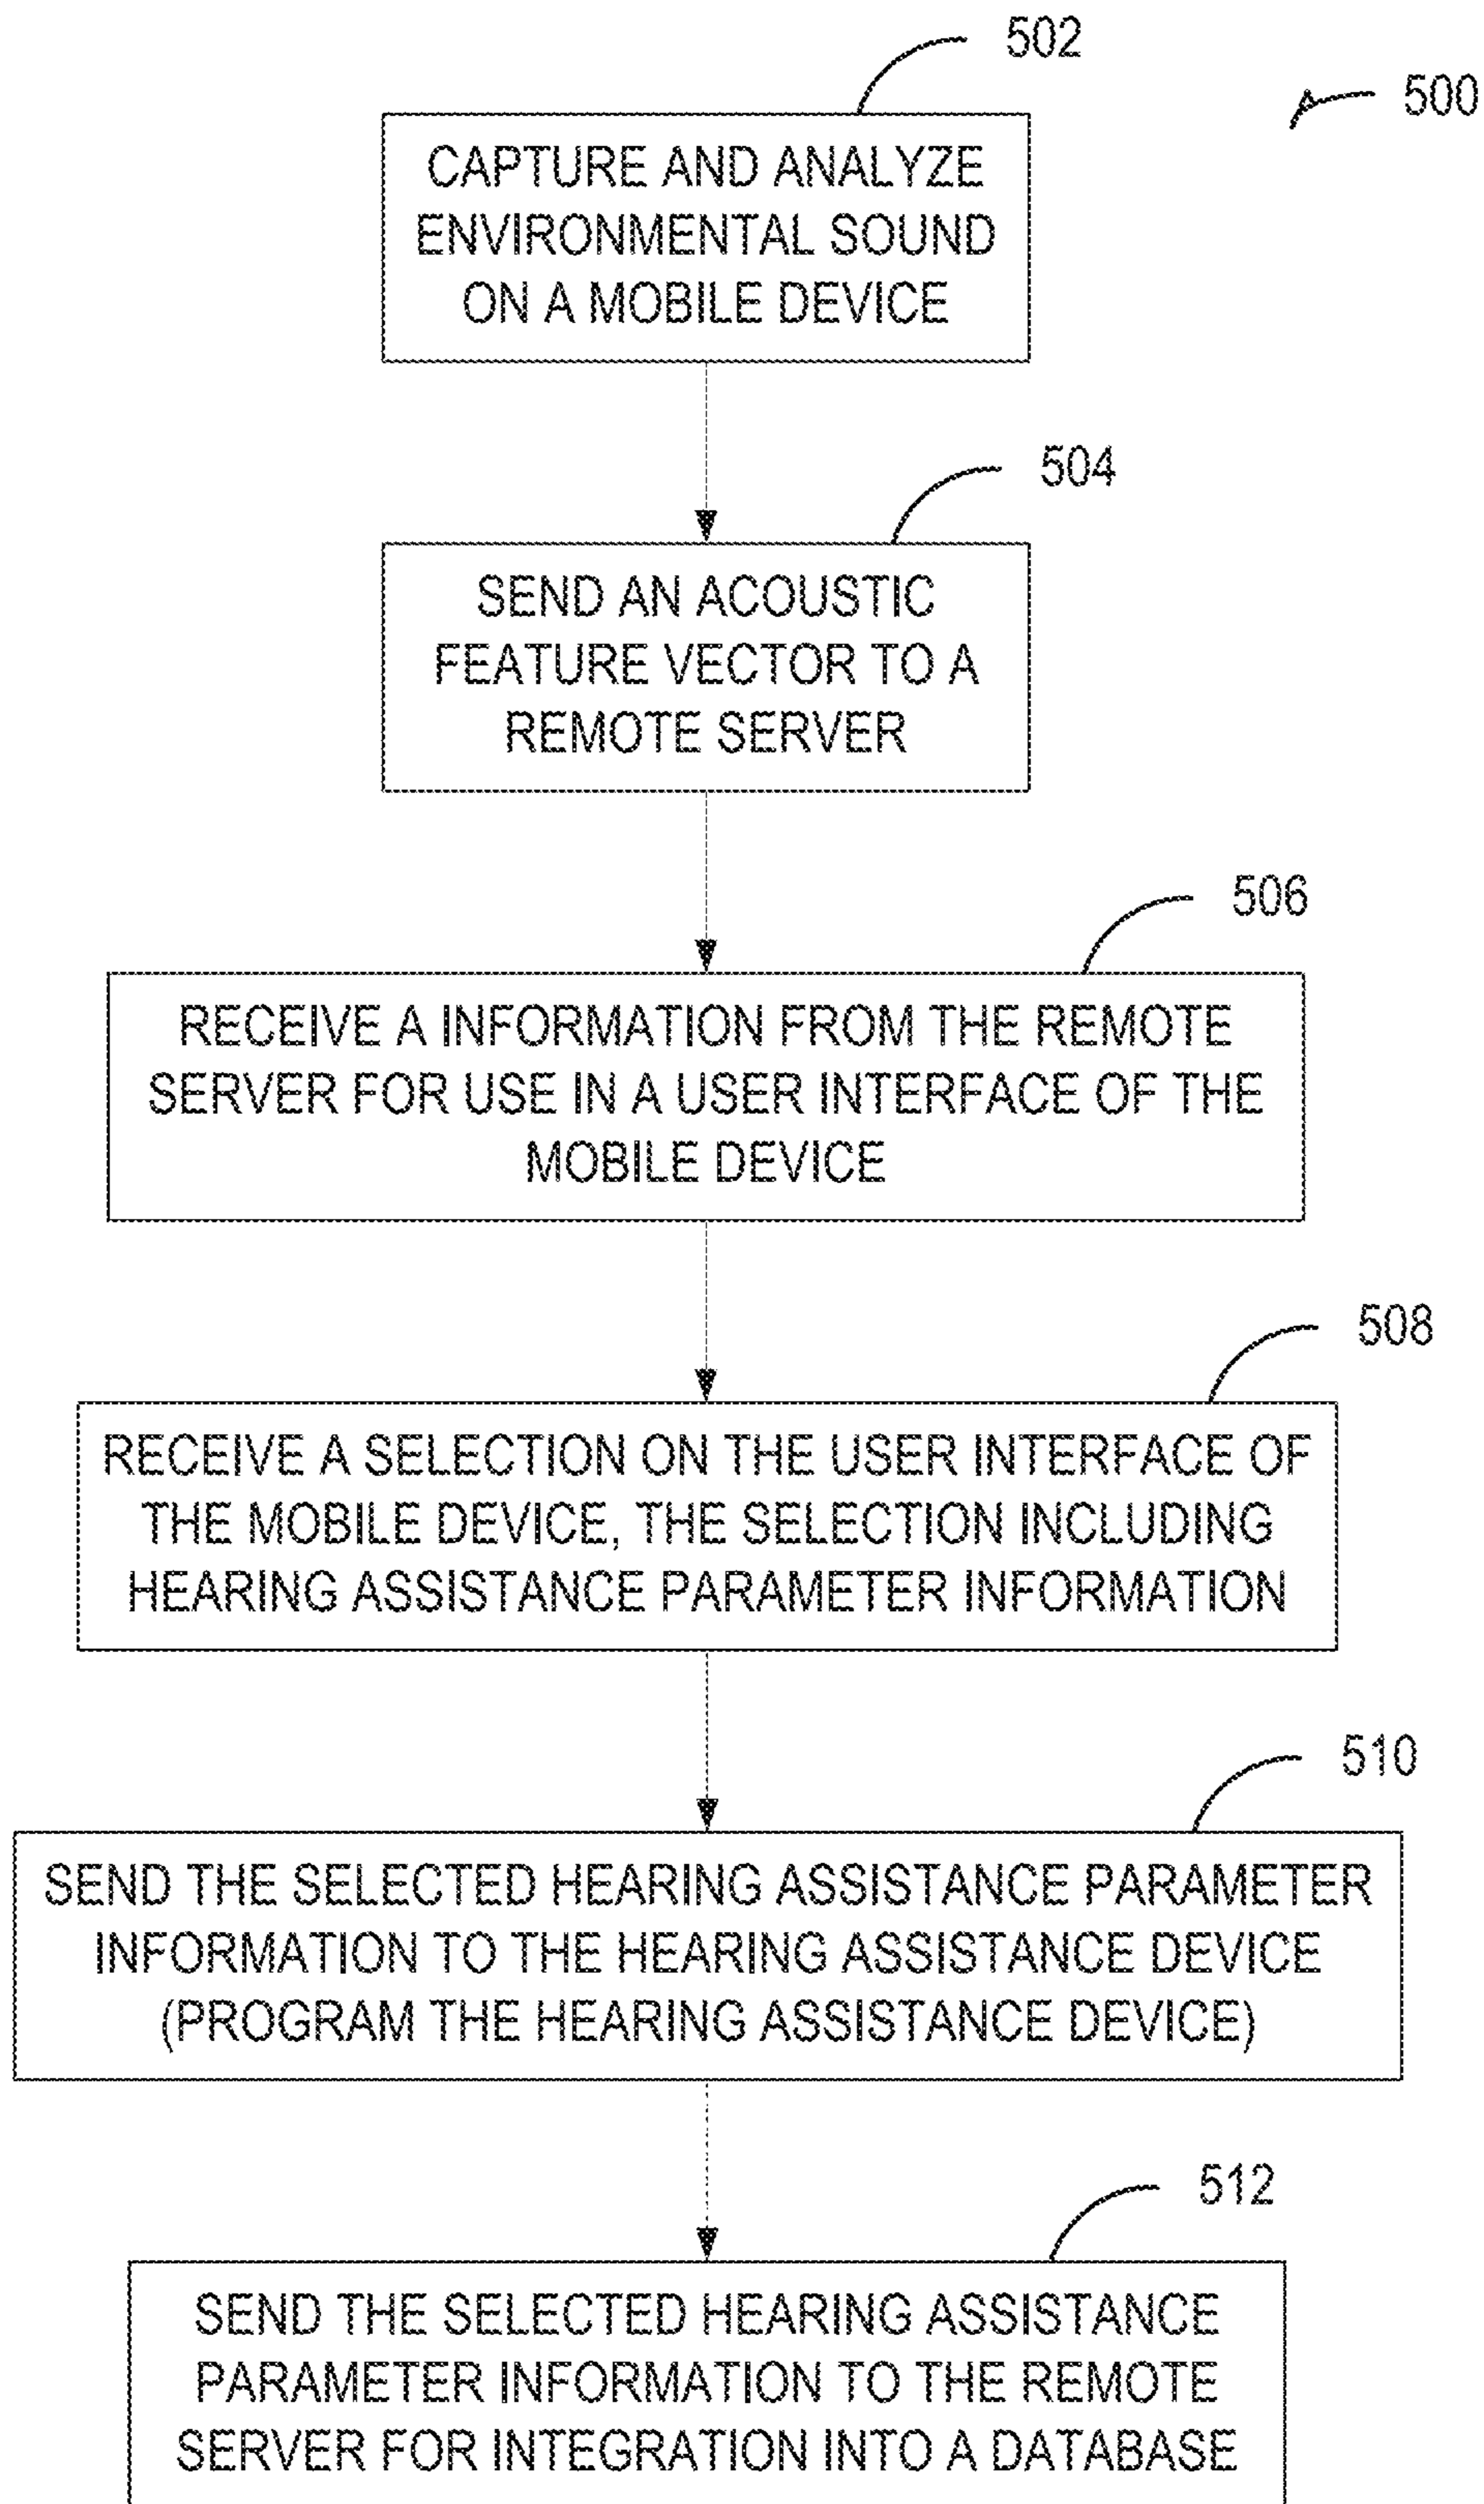 502
500
CAPTURE AND ANALYZE
ENVIRONMENTAL SOUND
ON A MOBILE DEVICE
504
SEND AN ACOUSTIC
FEATURE VECTOR TO A
REMOTE SERVER
506
RECEIVE A INFORMATION FROM THE REMOTE
SERVER FOR USE IN A USER INTERFACE OF THE
MOBILE DEVICE
508
RECEIVE A SELECTION ON THE USER INTERFACE OF
THE MOBILE DEVICE, THE SELECTION INCLUDING
HEARING ASSISTANCE PARAMETER INFORMATION
510
SEND THE SELECTED HEARING ASSISTANCE PARAMETER
INFORMATION TO THE HEARING ASSISTANCE DEVICE
(PROGRAM THE HEARING ASSISTANCE DEVICE)
512
SEND THE SELECTED HEARING ASSISTANCE
PARAMETER INFORMATION TO THE REMOTE
SERVER FOR INTEGRATION INTO A DATABASE